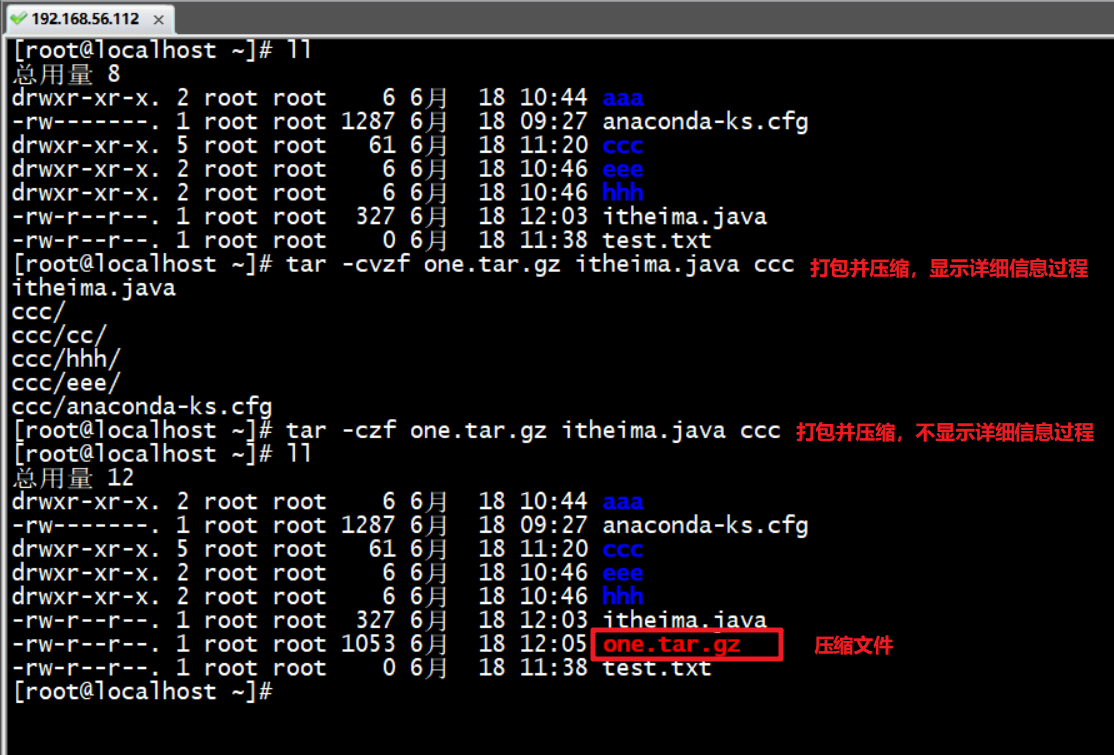 192.168.56.112 ×
[root@localhost ~]# ll
总用量 8
drwxr-xr-x. 2 root root    6 6月  18 10:44 aaa
-rw-------. 1 root root 1287 6月  18 09:27 anaconda-ks.cfg
drwxr-xr-x. 5 root root   61 6月  18 11:20 ccc
drwxr-xr-x. 2 root root    6 6月  18 10:46 eee
drwxr-xr-x. 2 root root    6 6月  18 10:46 hhh
-rw-r--r--. 1 root root  327 6月  18 12:03 itheima.java
-rw-r--r--. 1 root root    0 6月  18 11:38 test.txt
[root@localhost ~]# tar -cvzf one.tar.gz itheima.java ccc 打包并压缩，显示详细信息过程
itheima.java
ccc/
ccc/cc/
ccc/hhh/
ccc/eee/
ccc/anaconda-ks.cfg
[root@localhost ~]# tar -czf one.tar.gz itheima.java ccc 打包并压缩，不显示详细信息过程
[root@localhost ~]# ll
总用量 12
drwxr-xr-x. 2 root root    6 6月  18 10:44 aaa
-rw-------. 1 root root 1287 6月  18 09:27 anaconda-ks.cfg
drwxr-xr-x. 5 root root   61 6月  18 11:20 ccc
drwxr-xr-x. 2 root root    6 6月  18 10:46 eee
drwxr-xr-x. 2 root root    6 6月  18 10:46 hhh
-rw-r--r--. 1 root root  327 6月  18 12:03 itheima.java
-rw-r--r--. 1 root root 1053 6月  18 12:05 one.tar.gz 压缩文件
-rw-r--r--. 1 root root    0 6月  18 11:38 test.txt
[root@localhost ~]#